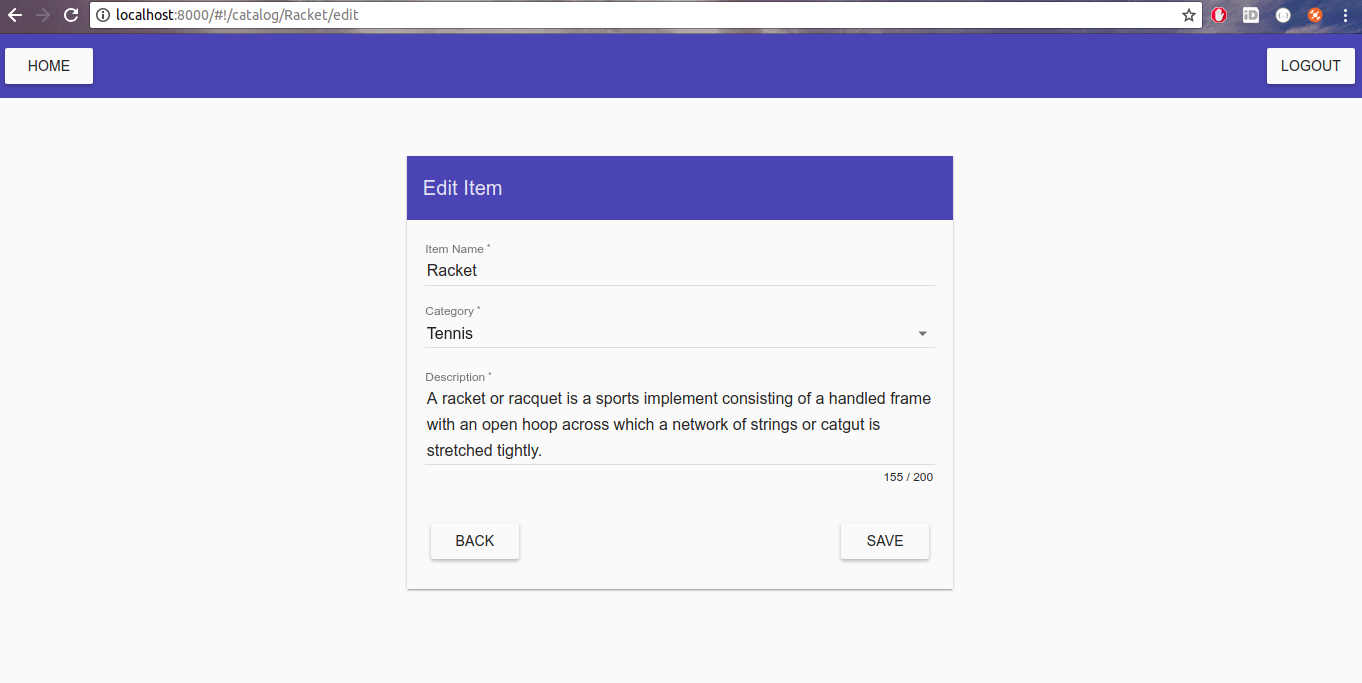 localhost:8000/#!/catalog/Racket/edit
HOME
LOGOUT
Edit Item
Item Name *
Racket
Category *
Tennis
Description *
A racket or racquet is a sports implement consisting of a handled frame
with an open hoop across which a network of strings or catgut is
stretched tightly.
155 / 200
BACK
SAVE